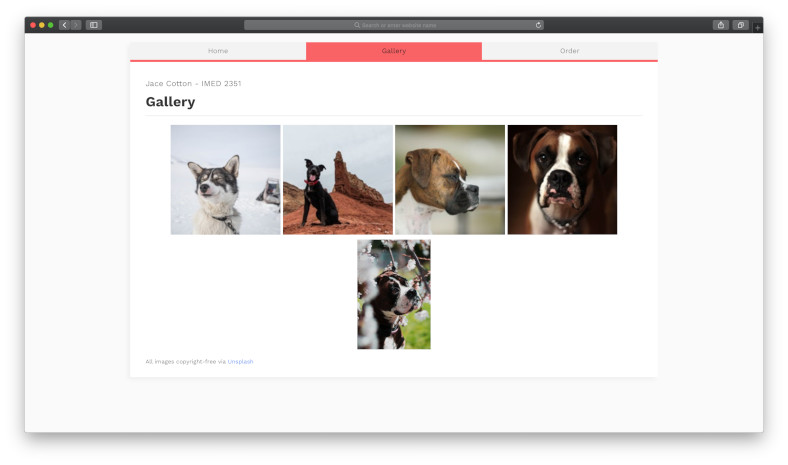 Search or enter website name
Home
Gallery
Order
Jace Cotton - IMED 2351
Gallery
All images copyright-free via Unsplash